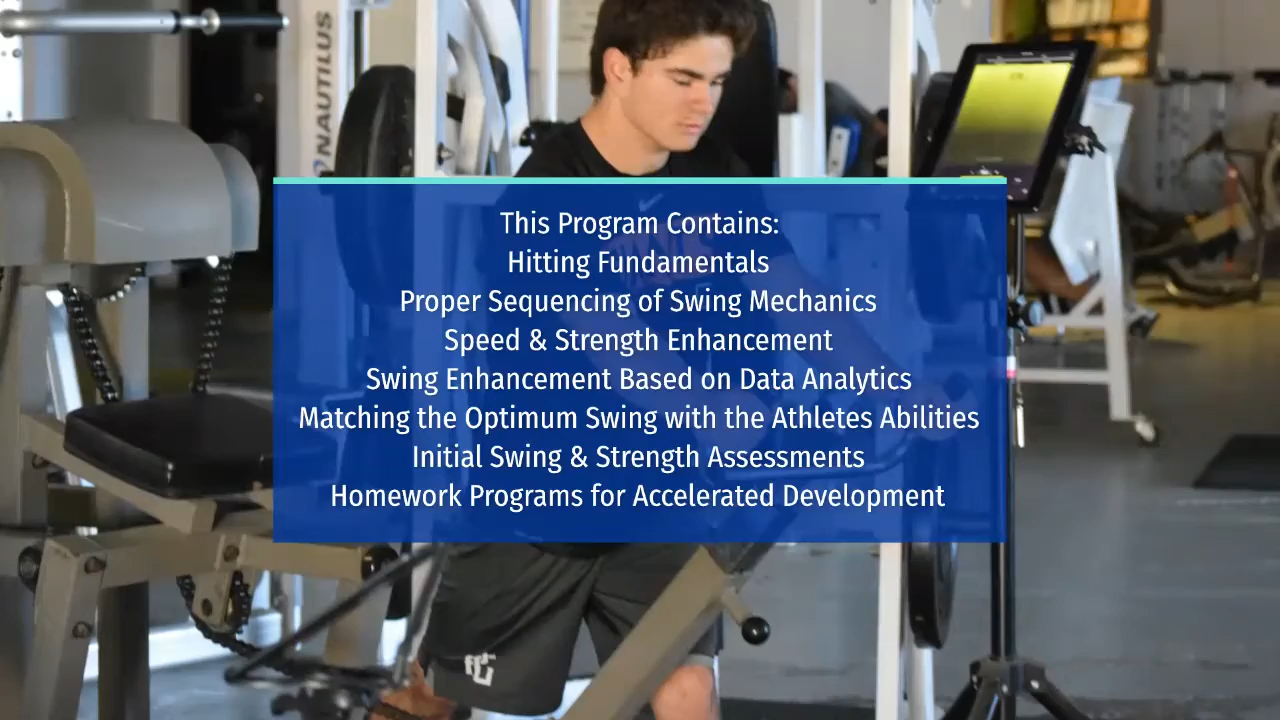 NAUTILUS
This Program Contains:
Hitting Fundamentals
Proper Sequencing of Swing Mechanics
Speed & Strength Enhancement
Swing Enhancement Based on Data Analytics
Matching the Optimum Swing with the Athletes Abilities
Initial Swing & Strength Assessments
Homework Programs for Accelerated Development